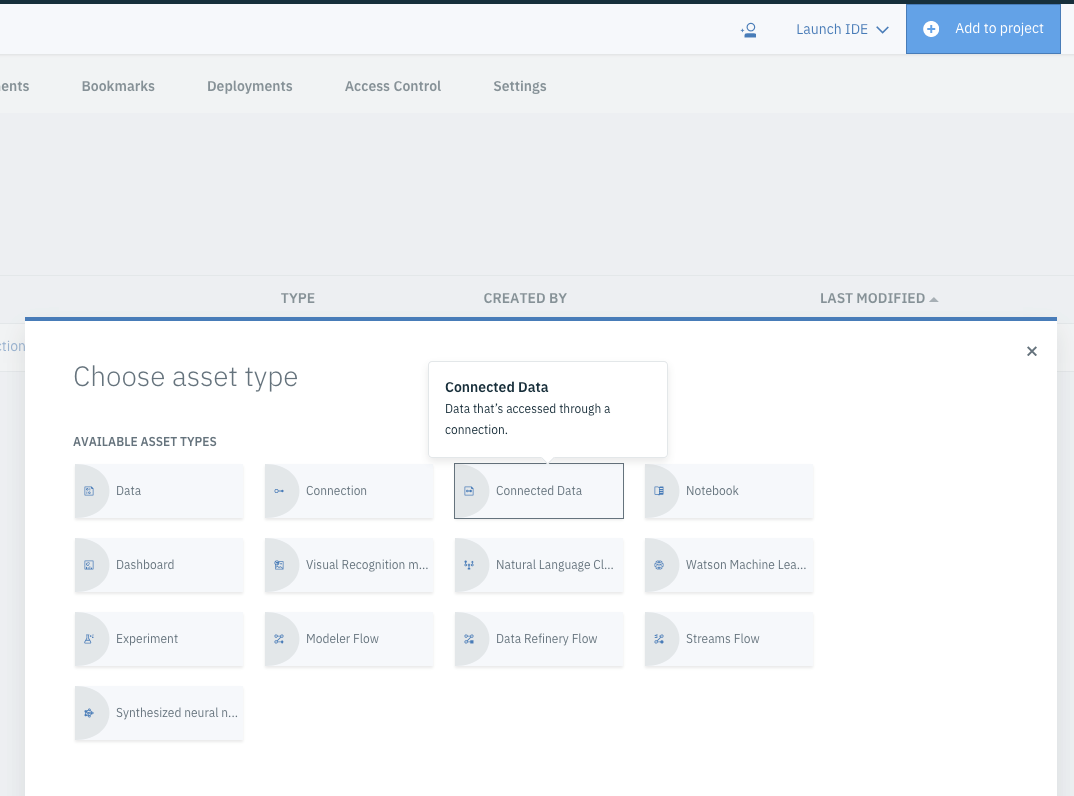 Launch IDE
Add to project
ents
Bookmarks
Deployments
Access Control
Settings
TYPE
CREATED BY
LAST MODIFIED
ction
Choose asset type
Connected Data
Data that's accessed through a
connection.
AVAILABLE ASSET TYPES
Data
Connection
Connected Data
Notebook
Dashboard
Visual Recognition m...
Natural Language Cl...
Watson Machine Lea...
Experiment
Modeler Flow
Data Refinery Flow
Streams Flow
Synthesized neural n...